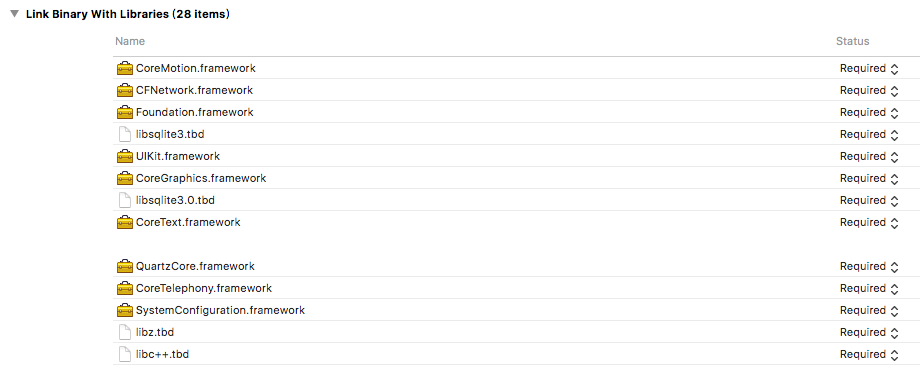 Link Binary With Libraries (28 items)
Name Status
CoreMotion.framework Required
CFNetwork.framework Required
Foundation.framework Required
libsqlite3.tbd Required
UIKit.framework Required
CoreGraphics.framework Required
libsqlite3.0.tbd Required
CoreText.framework Required
QuartzCore.framework Required
CoreTelephony.framework Required
SystemConfiguration.framework Required
libz.tbd Required
libc++.tbd Required